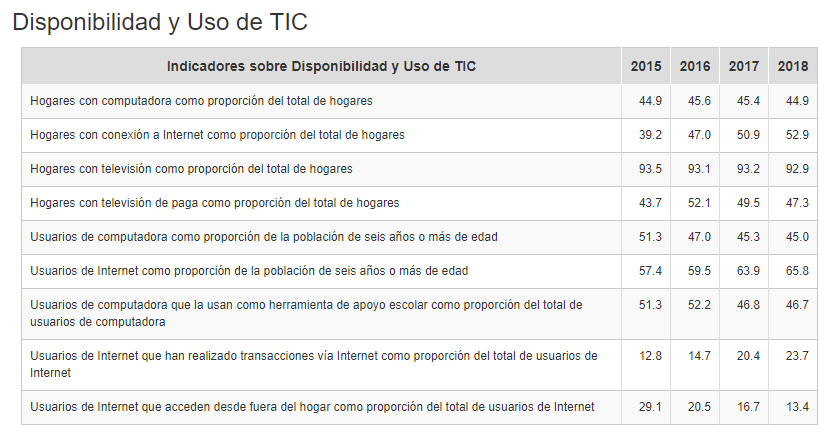 Disponibilidad y Uso de TIC
Indicadores sobre Disponibilidad y Uso de TIC 2015 2016 2017 2018
Hogares con computadora como proporción del total de hogares 44.9 45.6 45.4 44.9
Hogares con conexión a Internet como proporción del total de hogares 39.2 47.0 50.9 52.9
Hogares con televisión como proporción del total de hogares 93.5 93.1 93.2 92.9
Hogares con televisión de paga como proporción del total de hogares 43.7 52.1 49.5 47.3
Usuarios de computadora como proporción de la población de seis años o más de edad 51.3 47.0 45.3 45.0
Usuarios de Internet como proporción de la población de seis años o más de edad 57.4 59.5 63.9 65.8
Usuarios de computadora que la usan como herramienta de apoyo escolar como proporción del total de 51.3 52.2 46.8 46.7
usuarios de computadora
Usuarios de Internet que han realizado transacciones vía Internet como proporción del total de usuarios de 12.8 14.7 20.4 23.7
Internet
Usuarios de Internet que acceden desde fuera del hogar como proporción del total de usuarios de Internet 29.1 20.5 16.7 13.4